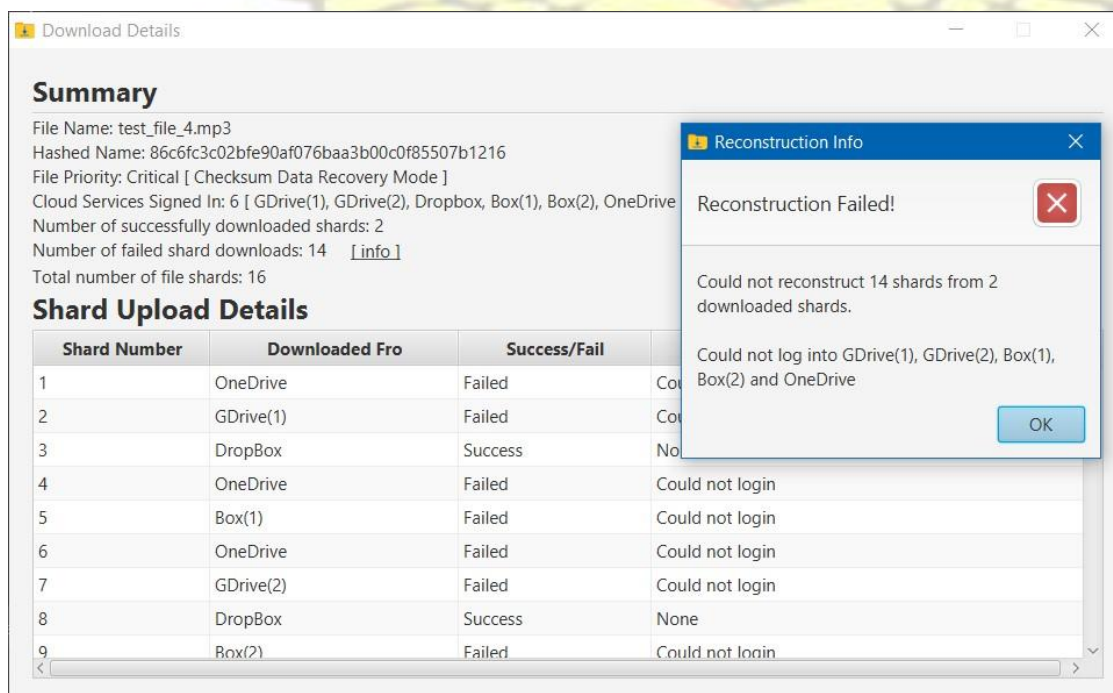 Download Details
Summary
File Name: test_file_4.mp3
Hashed Name: 86c6fc3c02bfe90af076baa3b00c0f85507b1216
File Priority: Critical [ Checksum Data Recovery Mode ]
Cloud Services Signed In: 6 [ GDrive(1), GDrive(2), Dropbox, Box(1), Box(2), OneDrive
Number of successfully downloaded shards: 2
Number of failed shard downloads: 14 [ info ]
Total number of file shards: 16
Reconstruction Info
Reconstruction Failed!
Could not reconstruct 14 shards from 2
downloaded shards.
Could not log into GDrive(1), GDrive(2), Box(1),
Box(2) and OneDrive
OK
Shard Upload Details
Shard Number Downloaded Fro Success/Fail
1 OneDrive Failed
2 GDrive(1) Failed
3 DropBox Success
4 OneDrive Failed Could not login
5 Box(1) Failed Could not login
6 OneDrive Failed Could not login
7 GDrive(2) Failed Could not login
8 DropBox Success None
9 Box(2) Failed Could not login